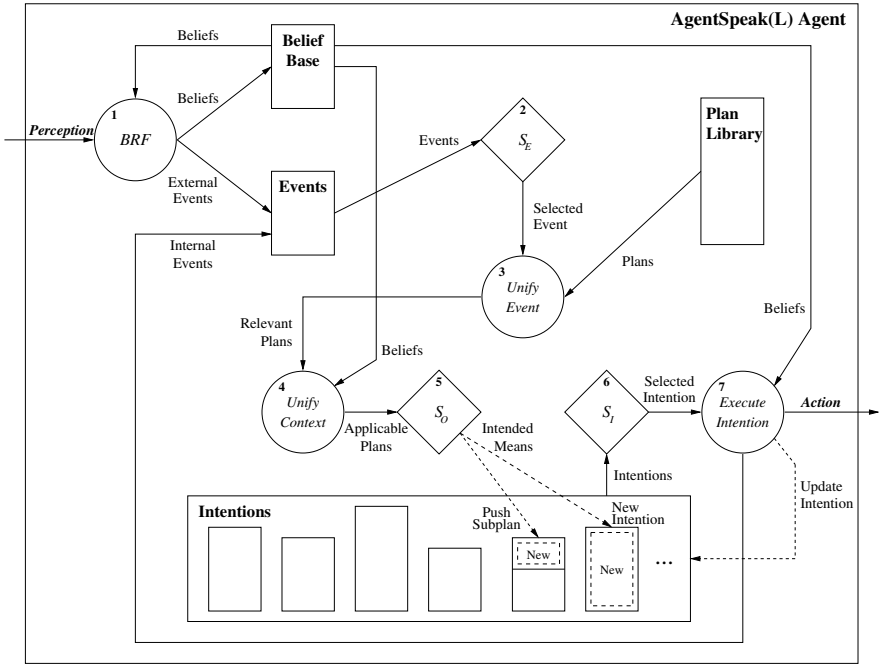 AgentSpeak(L) Agent
Beliefs
Belief
Base
Beliefs
1
Perception
BRF
2
S_E
Events
Plan
Library
External
Events
Events
Selected
Event
Internal
Events
3
Unify
Event
Plans
Relevant
Plans
Beliefs
Beliefs
4
Unify
Context
Applicable
Plans
5
S_O
Intended
Means
6
S_I
Selected
Intention
7
Execute
Intention
Action
Intentions
Update
Intention
Intentions
Push
Subplan
New
Intention
New
New
...